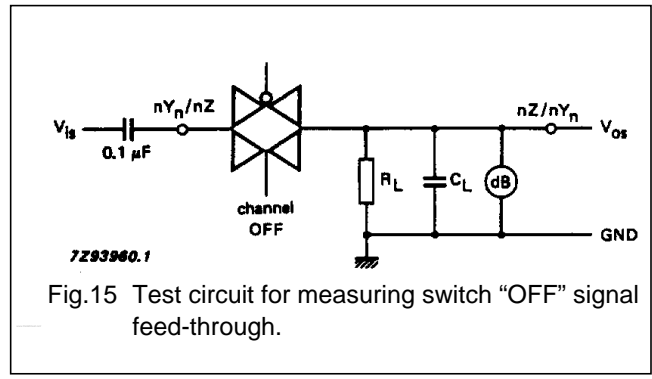 V_is
0.1 µF
nY_n/nZ
channel
OFF
R_L
C_L
dB
nZ/nY_n
V_os
GND
7Z93960.1
Fig.15 Test circuit for measuring switch “OFF” signal
feed-through.